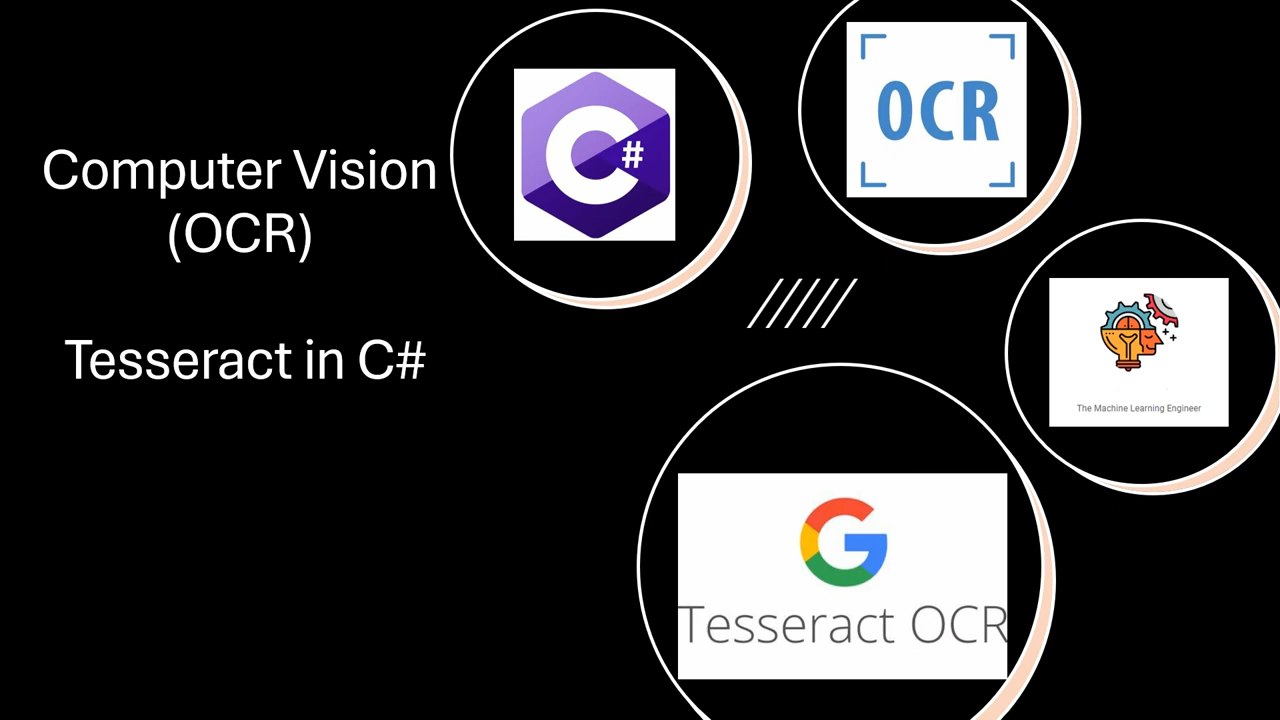 Computer Vision
(OCR)
Tesseract in C#
C#
OCR
The Machine Learning Engineer
G
Tesseract OCR